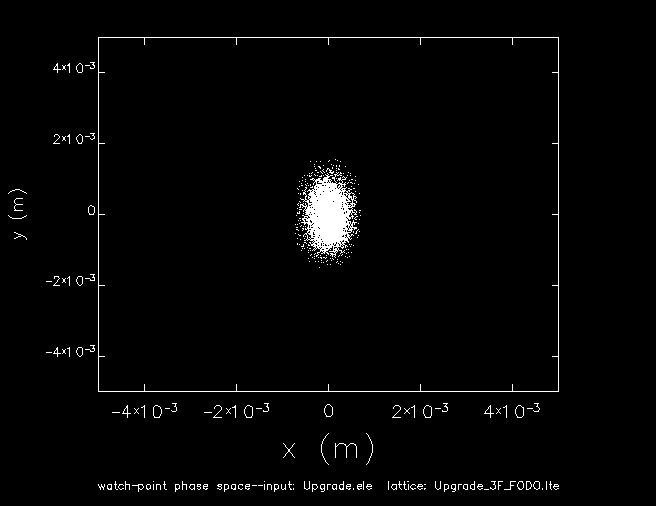 4×10⁻³
2×10⁻³
0
−2×10⁻³
−4×10⁻³
y (m)
−4×10⁻³ −2×10⁻³ 0 2×10⁻³ 4×10⁻³
x (m)
watch-point phase space--input: Upgrade.ele lattice: Upgrade_3F_FODO.lte